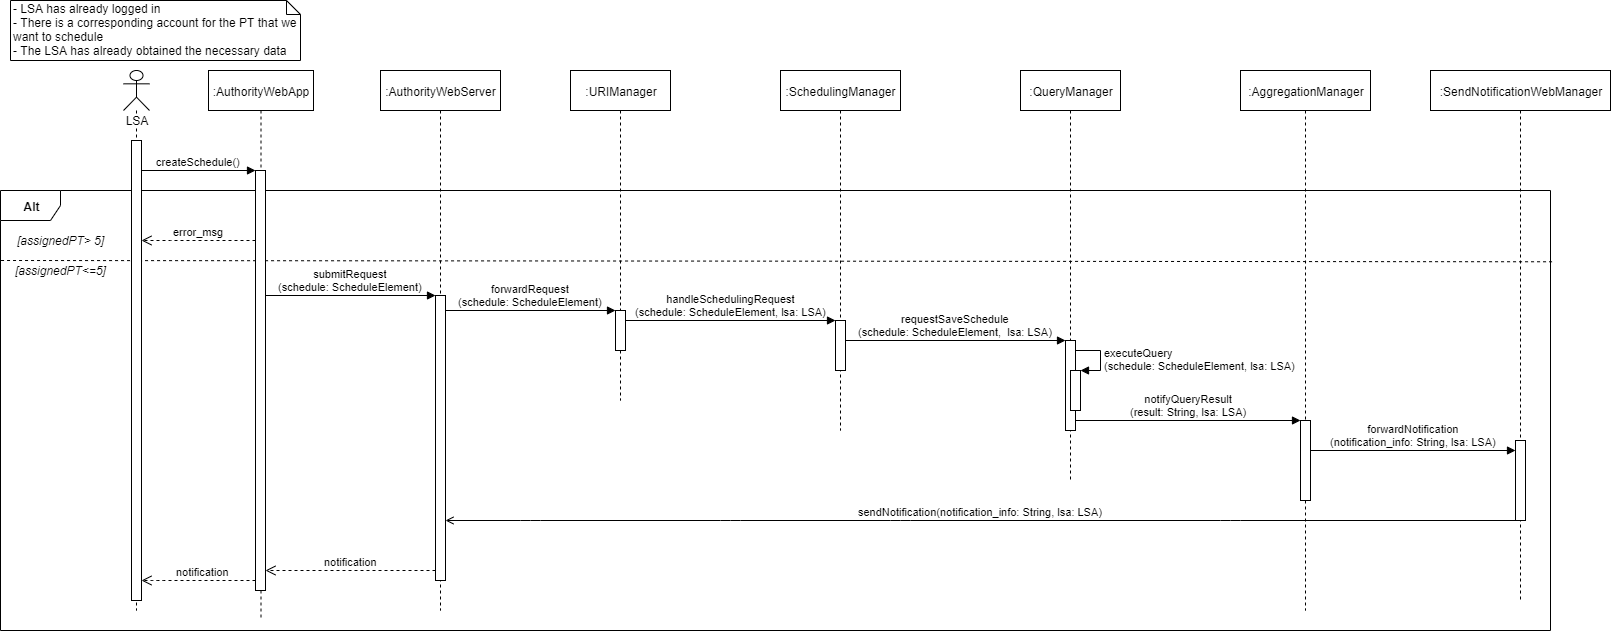 - LSA has already logged in
- There is a corresponding account for the PT that we
want to schedule
- The LSA has already obtained the necessary data
LSA
:AuthorityWebApp
:AuthorityWebServer
:URIManager
:SchedulingManager
:QueryManager
:AggregationManager
:SendNotificationWebManager
createSchedule()
Alt
[assignedPT> 5]
error_msg
[assignedPT<=5]
submitRequest
(schedule: ScheduleElement)
forwardRequest
(schedule: ScheduleElement)
handleSchedulingRequest
(schedule: ScheduleElement, lsa: LSA)
requestSaveSchedule
(schedule: ScheduleElement,  lsa: LSA)
executeQuery
(schedule: ScheduleElement, lsa: LSA)
notifyQueryResult
(result: String, lsa: LSA)
forwardNotification
(notification_info: String, lsa: LSA)
sendNotification(notification_info: String, lsa: LSA)
notification
notification